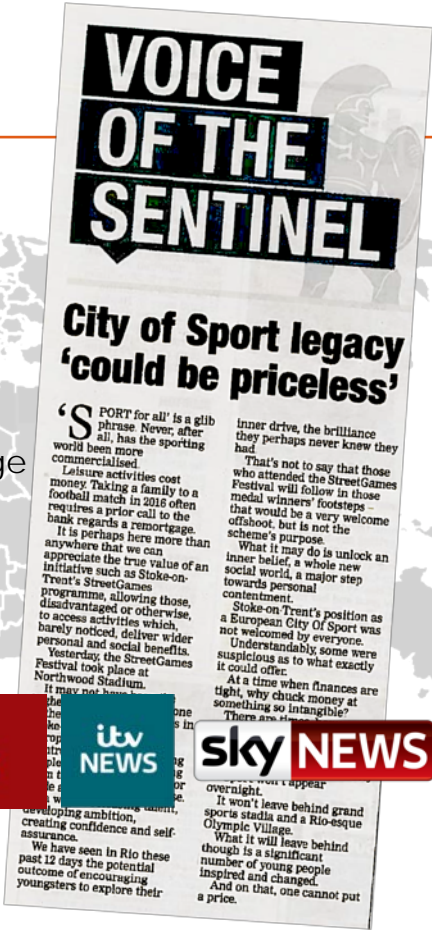 VOICE
OF THE
SENTINEL
City of Sport legacy
‘could be priceless’
‘SPORT for all’ is a glib
phrase. Never, after
all, has the sporting
world been more
commercialised.
Leisure activities cost
money. Taking a family to a
football match in 2016 often
requires a prior call to the
bank regards a remortgage.
It is perhaps here more than
anywhere that we can
appreciate the true value of an
initiative such as Stoke-on-
Trent’s StreetGames
programme, allowing those,
disadvantaged or otherwise,
to access activities which,
barely noticed, deliver wider
personal and social benefits.
Yesterday, the StreetGames
Festival took place at
Northwood Stadium.
It may not
developing ambition,
creating confidence and self-
assurance.
We have seen in Rio these
past 12 days the potential
outcome of encouraging
youngsters to explore their
inner drive, the brilliance
they perhaps never knew they
had.
That’s not to say that those
who attended the StreetGames
Festival will follow in those
medal winners’ footsteps –
that would be a very welcome
offshoot, but is not the
scheme’s purpose.
What it may do is unlock an
inner belief, a whole new
social world, a major step
towards personal
contentment.
Stoke-on-Trent’s position as
a European City Of Sport was
not welcomed by everyone.
Understandably, some were
suspicious as to what exactly
it could offer.
At a time when finances are
tight, why chuck money at
something so intangible?
There are
appear
overnight.
It won’t leave behind grand
sports stadia and a Rio-esque
Olympic Village.
What it will leave behind
though is a significant
number of young people
inspired and changed.
And on that, one cannot put
a price.
itv
NEWS
sky NEWS